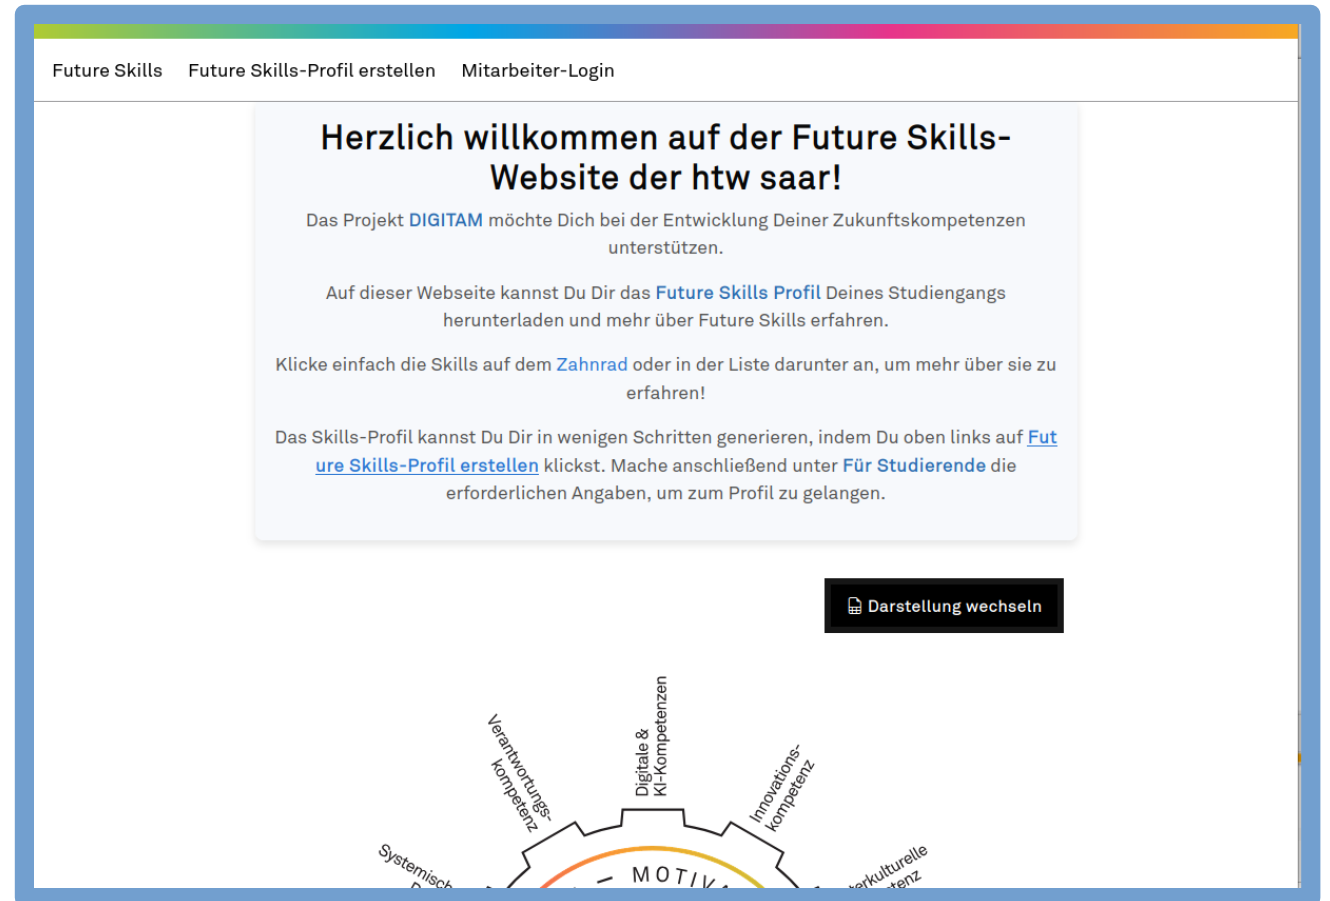 Future Skills Future Skills-Profil erstellen Mitarbeiter-Login
Herzlich willkommen auf der Future Skills-
Website der htw saar!
Das Projekt DIGITAM möchte Dich bei der Entwicklung Deiner Zukunftskompetenzen
unterstützen.
Auf dieser Webseite kannst Du Dir das Future Skills Profil Deines Studiengangs
herunterladen und mehr über Future Skills erfahren.
Klicke einfach die Skills auf dem Zahnrad oder in der Liste darunter an, um mehr über sie zu
erfahren!
Das Skills-Profil kannst Du Dir in wenigen Schritten generieren, indem Du oben links auf Fut
ure Skills-Profil erstellen klickst. Mache anschließend unter Für Studierende die
erforderlichen Angaben, um zum Profil zu gelangen.
Darstellung wechseln
Verantwortungs-
kompetenz
Digitale &
KI-Kompetenzen
Innovations-
kompetenz
Systemisch
terkulturelle
tenz
MOTIV